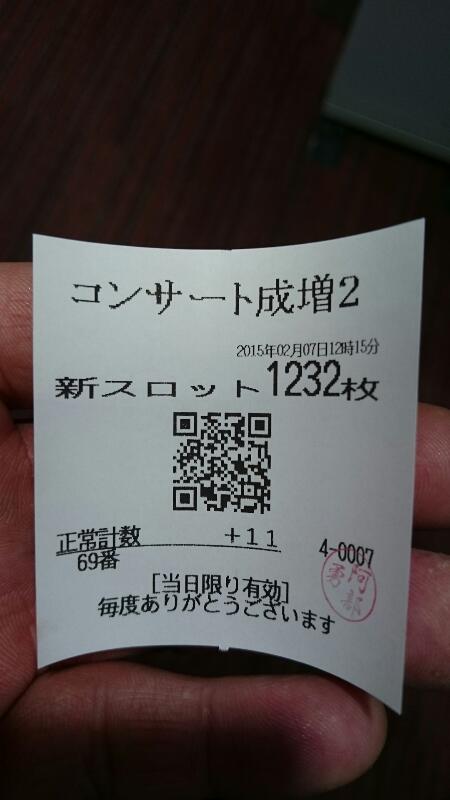 コンサート成増2
2015年02月07日12時15分
新スロット1232枚
正常計数 +11 4-0007
69番
[当日限り有効]
毎度ありがとうございます
阿部
勇